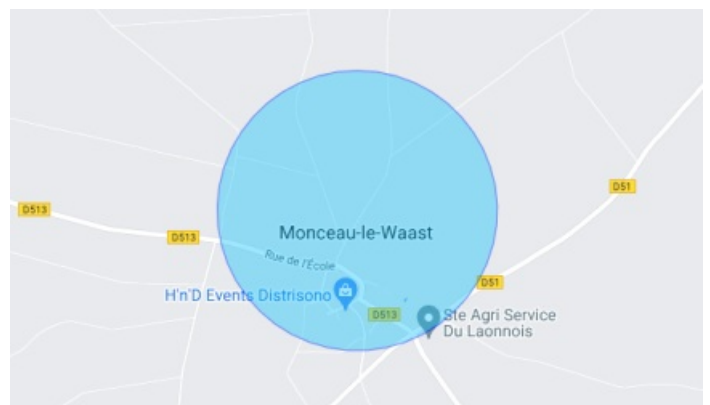 D51
D513
D513
Monceau-le-Waast
Rue de l'École
D51
H'n'D Events Distrisono
D513
Ste Agri Service
Du Laonnois